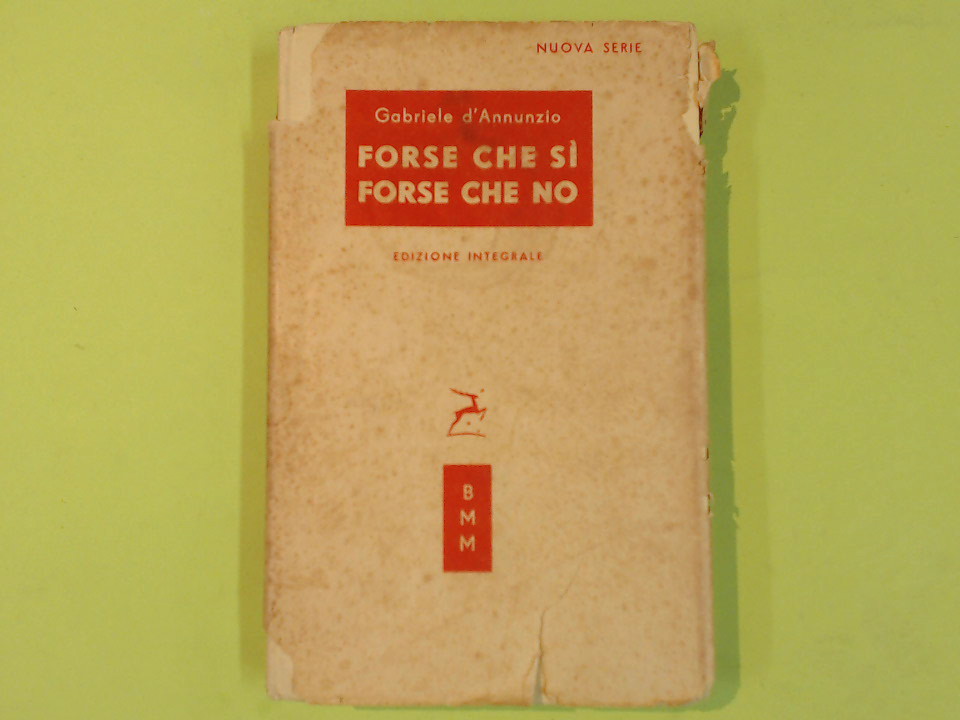 NUOVA SERIE
Gabriele d'Annunzio
FORSE CHE SÌ
FORSE CHE NO
EDIZIONE INTEGRALE
B
M
M